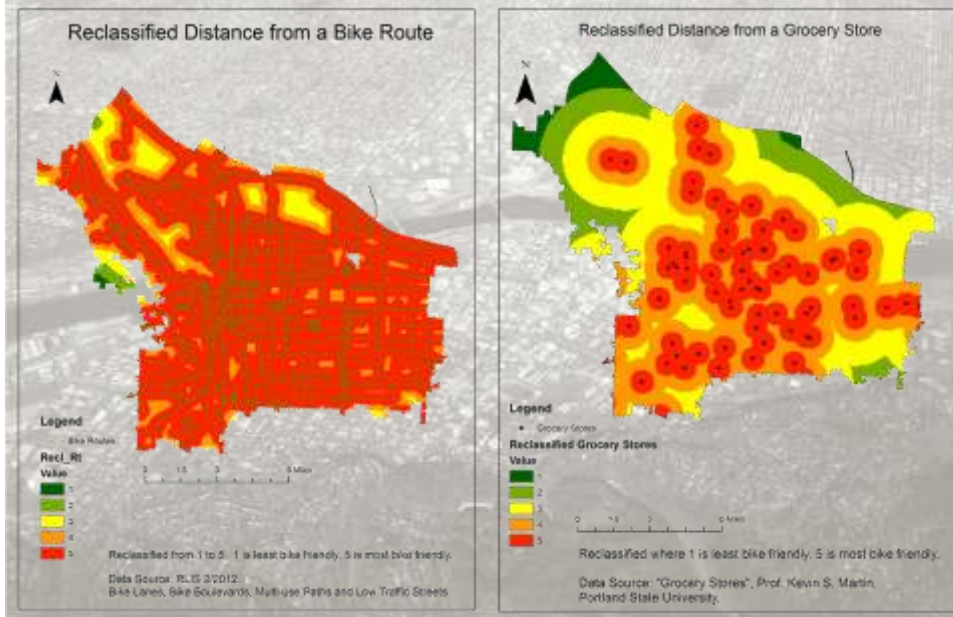 Reclassified Distance from a Bike Route
N
Legend
Bike Routes
Recl_Rt
Value
1
2
3
4
5
0 1.5 3 6 Miles
Reclassified from 1 to 5. 1 is least bike friendly. 5 is most bike friendly.
Data Source: RLIS 2/2012.
Bike Lanes, Bike Boulevards, Multi-use Paths and Low Traffic Streets
Reclassified Distance from a Grocery Store
N
Legend
Grocery Stores
Reclassified Grocery Stores
Value
1
2
3
4
5
0 1.5 3 6 Miles
Reclassified where 1 is least bike friendly. 5 is most bike friendly.
Data Source: "Grocery Stores", Prof. Kevin S. Martin,
Portland State University.